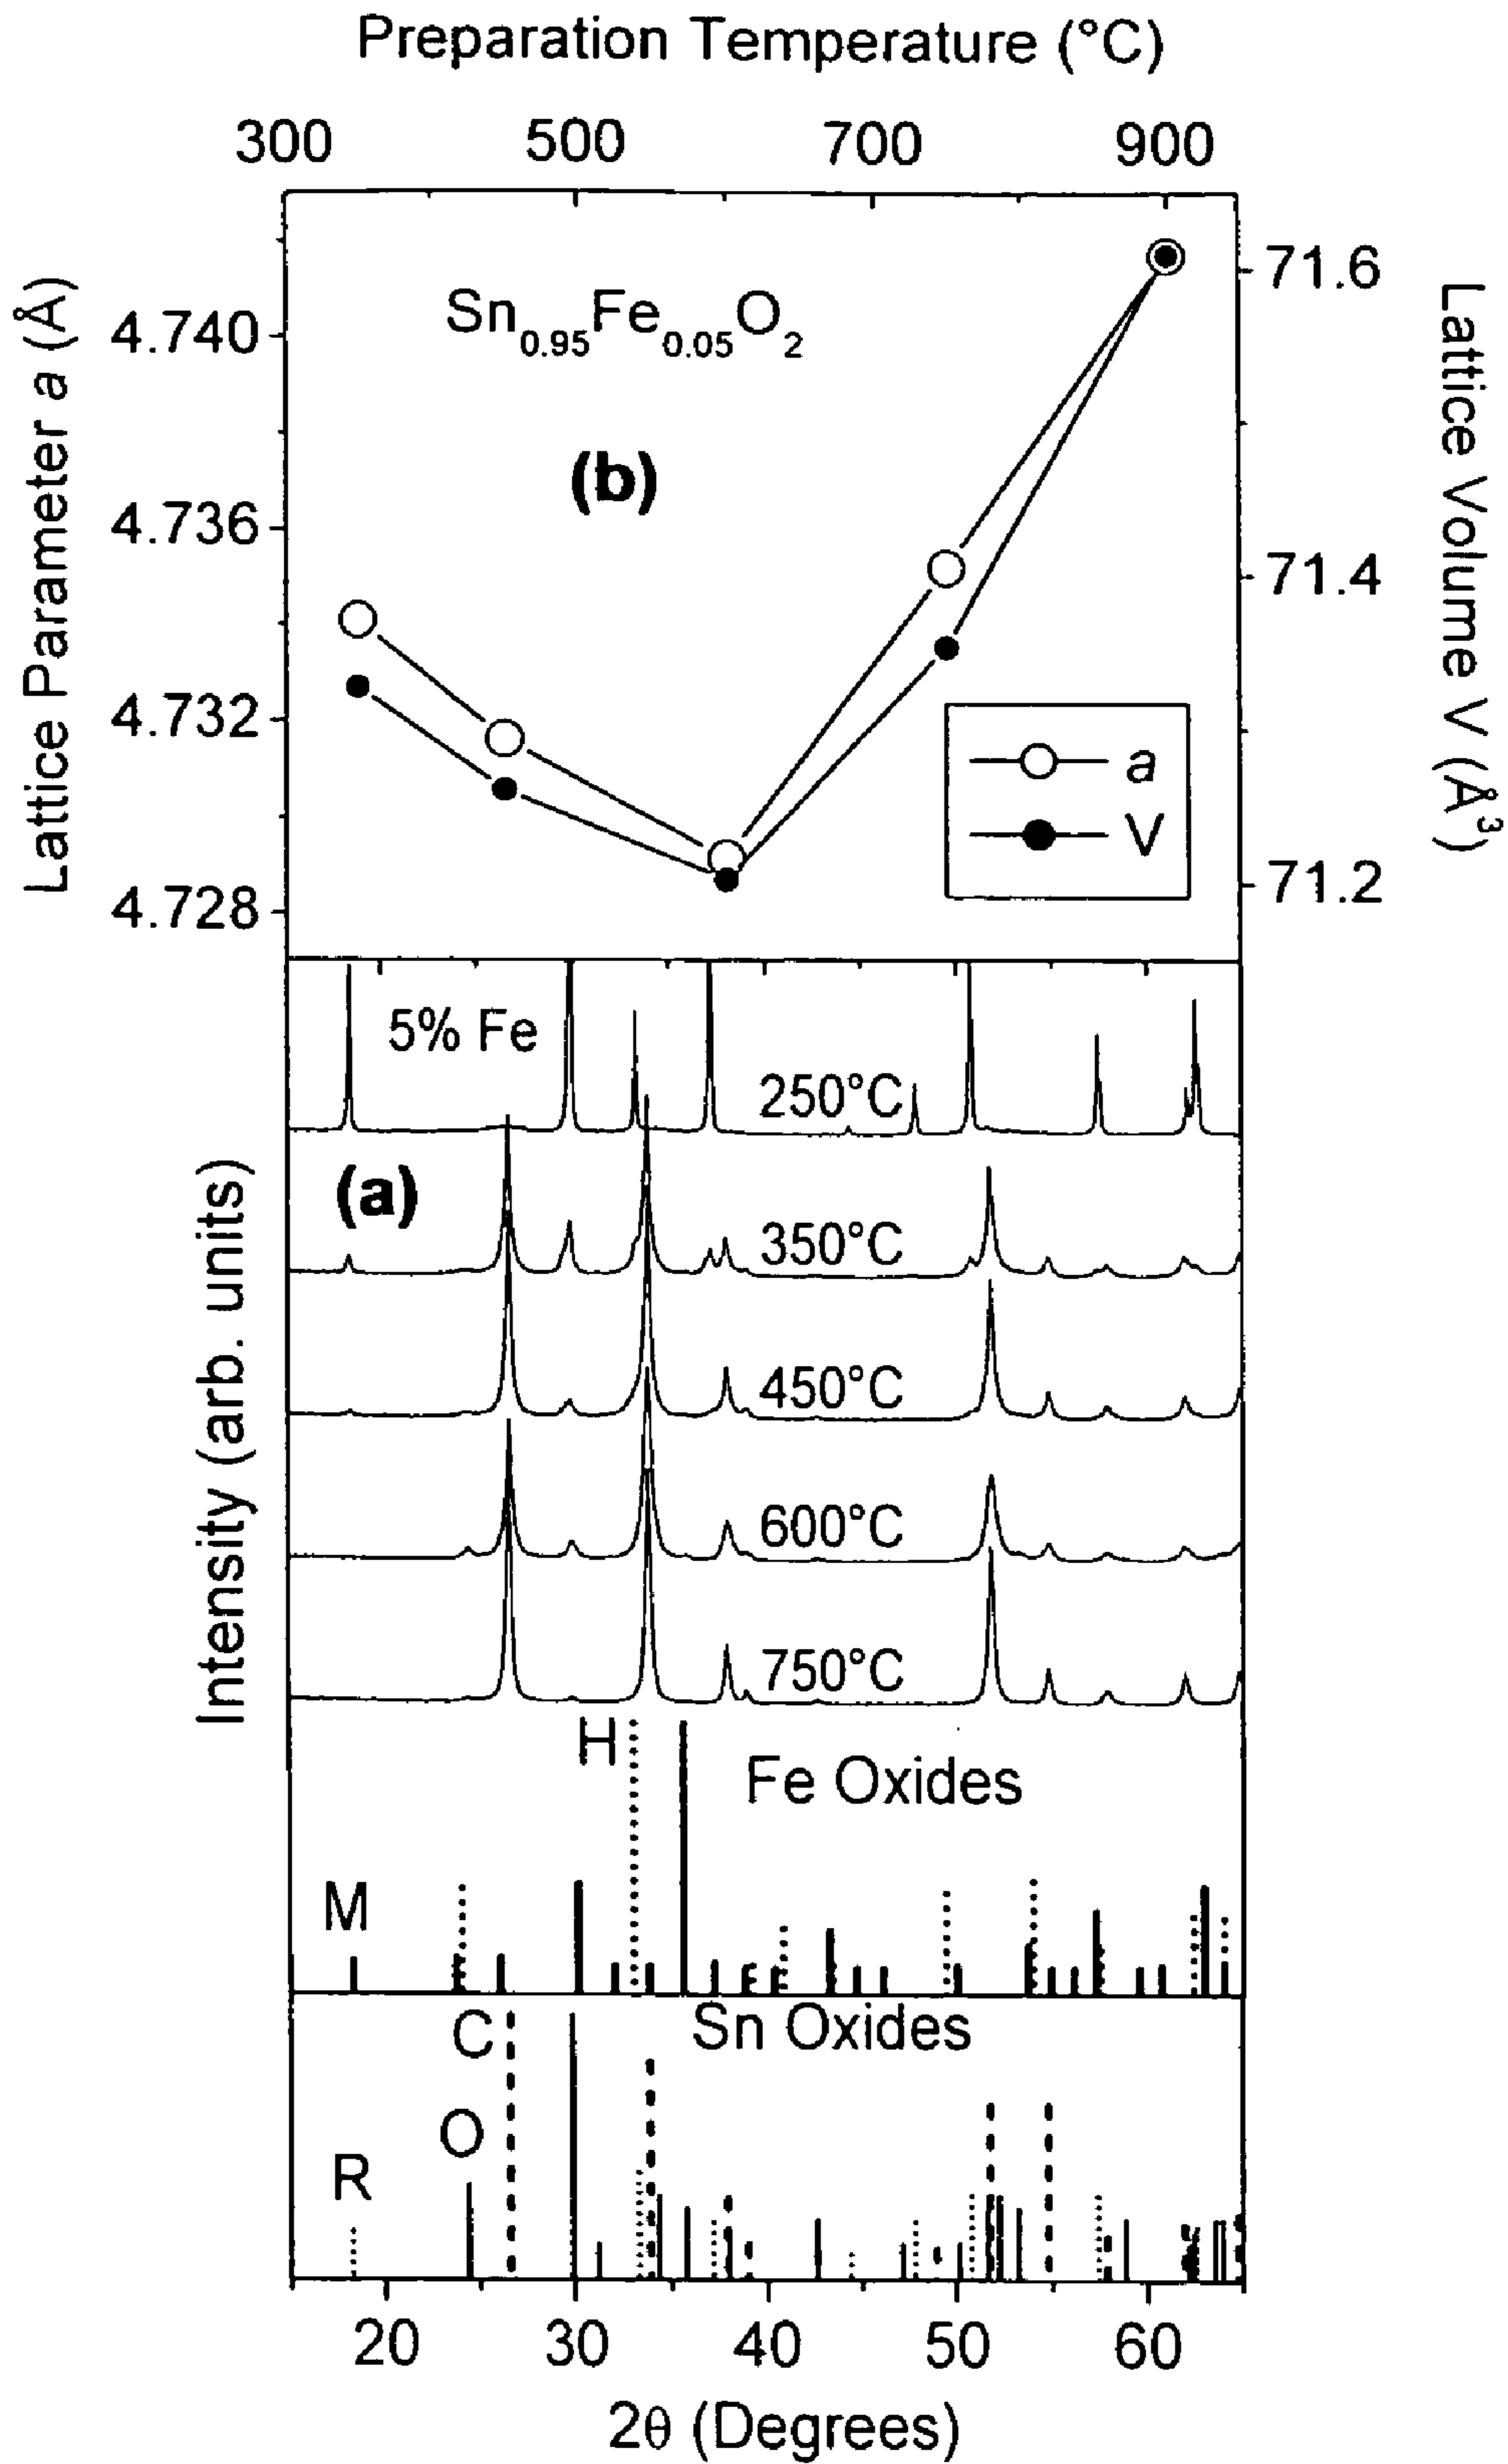 Preparation Temperature (°C)
300 500 700 900
Lattice Parameter a (Å)
4.740
4.736
4.732
4.728
Sn0.95Fe0.05O2
(b)
71.6
71.4
71.2
Lattice Volume V (Å3)
a
V
Intensity (arb. units)
5% Fe
250°C
(a)
350°C
450°C
600°C
750°C
H
Fe Oxides
M
C
Sn Oxides
O
R
20 30 40 50 60
2θ (Degrees)